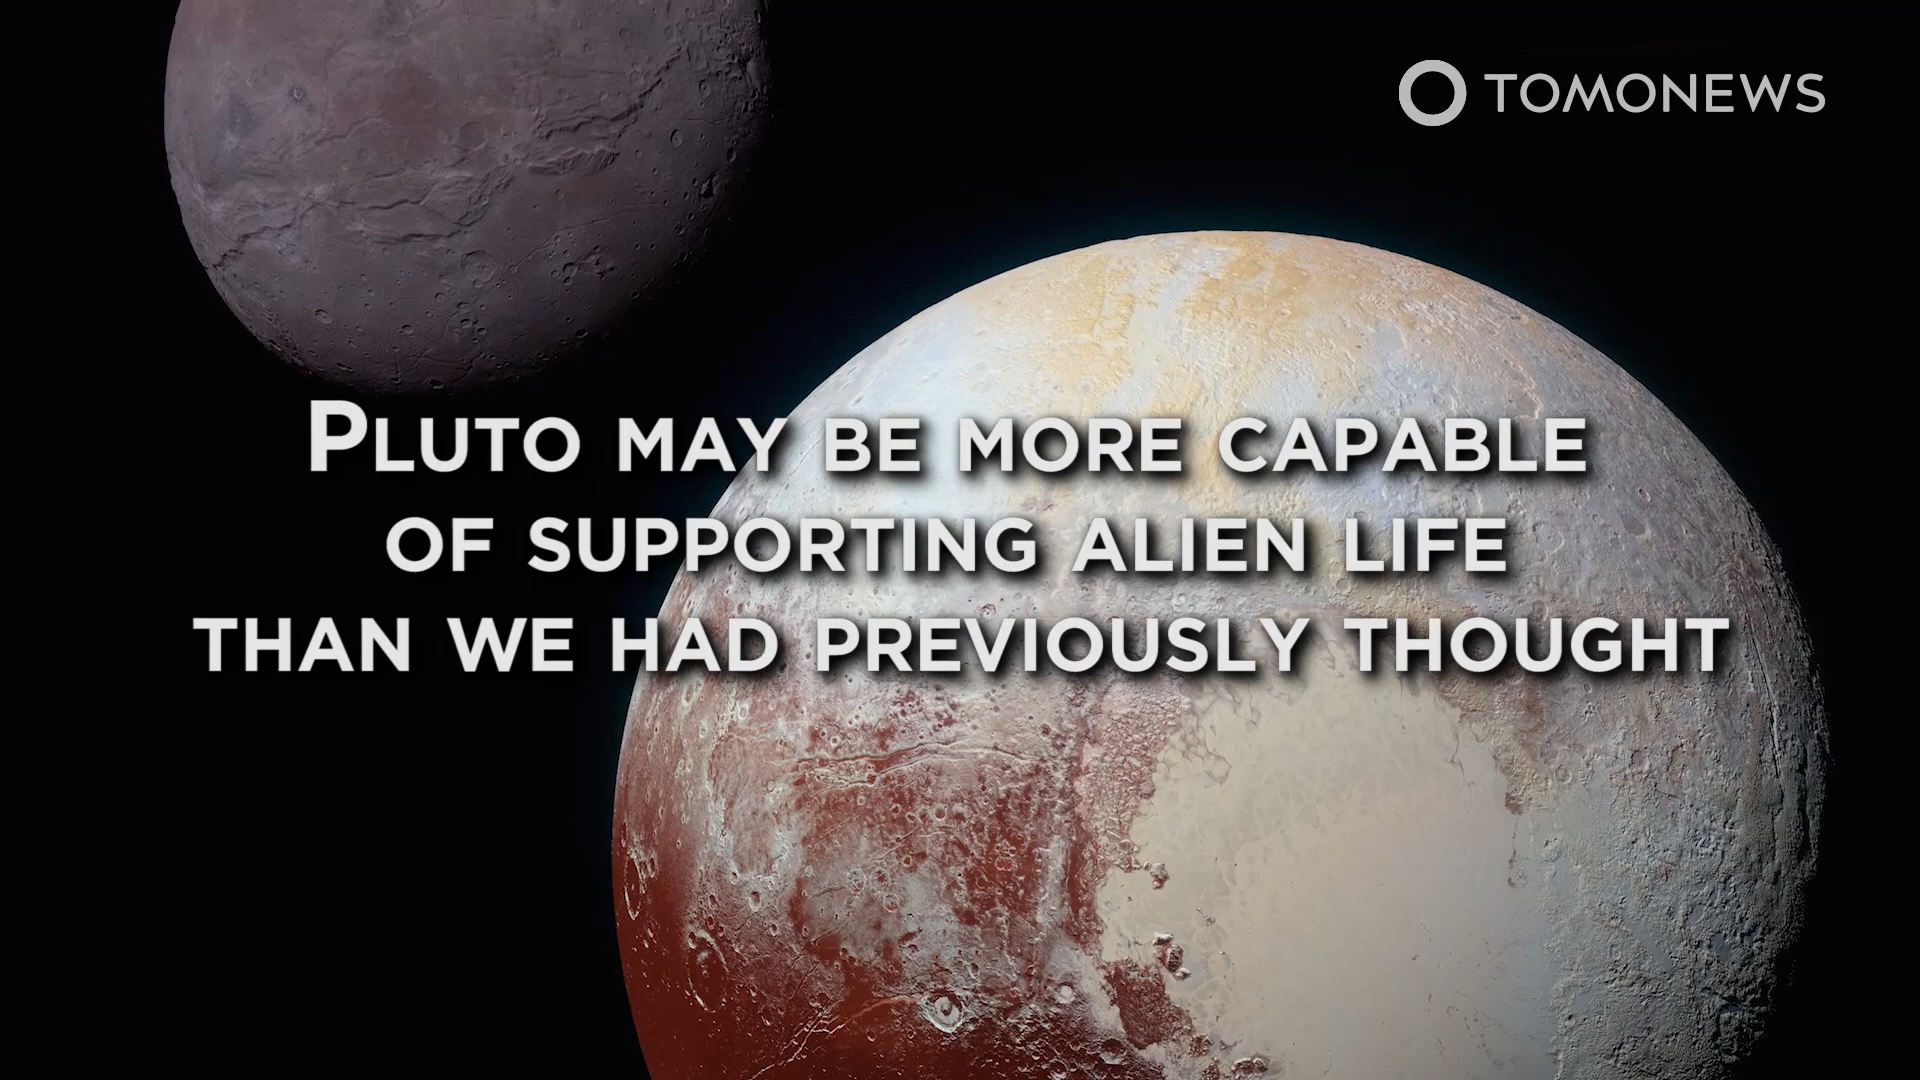 TOMONEWS
PLUTO MAY BE MORE CAPABLE
OF SUPPORTING ALIEN LIFE
THAN WE HAD PREVIOUSLY THOUGHT